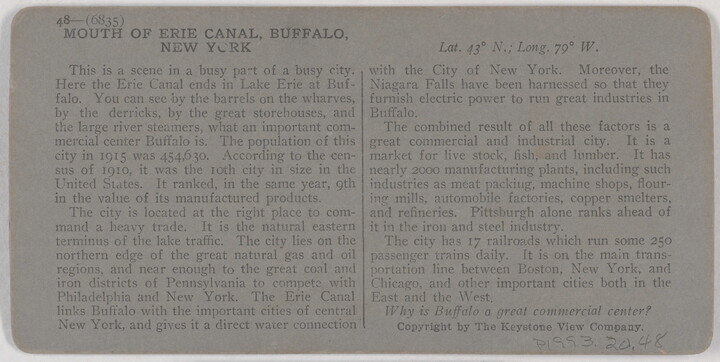 48—(6835)
MOUTH OF ERIE CANAL, BUFFALO,
NEW YORK
This is a scene in a busy part of a busy city.
Here the Erie Canal ends in Lake Erie at Buf-
falo. You can see by the barrels on the wharves,
by the derricks, by the great storehouses, and
the large river steamers, what an important com-
mercial center Buffalo is. The population of this
city in 1915 was 454,630. According to the cen-
sus of 1910, it was the 10th city in size in the
United States. It ranked, in the same year, 9th
in the value of its manufactured products.
The city is located at the right place to com-
mand a heavy trade. It is the natural eastern
terminus of the lake traffic. The city lies on the
northern edge of the great natural gas and oil
regions, and near enough to the great coal and
iron districts of Pennsylvania to compete with
Philadelphia and New York. The Erie Canal
links Buffalo with the important cities of central
New York, and gives it a direct water connection
Lat. 43° N.; Long. 79° W.
with the City of New York. Moreover, the
Niagara Falls have been harnessed so that they
furnish electric power to run great industries in
Buffalo.
The combined result of all these factors is a
great commercial and industrial city. It is a
market for live stock, fish, and lumber. It has
nearly 2000 manufacturing plants, including such
industries as meat packing, machine shops, flour-
ing mills, automobile factories, copper smelters,
and refineries. Pittsburgh alone ranks ahead of
it in the iron and steel industry.
The city has 17 railroads which run some 250
passenger trains daily. It is on the main trans-
portation line between Boston, New York, and
Chicago, and other important cities both in the
East and the West.
Why is Buffalo a great commercial center?
Copyright by The Keystone View Company.
P1993.20.48